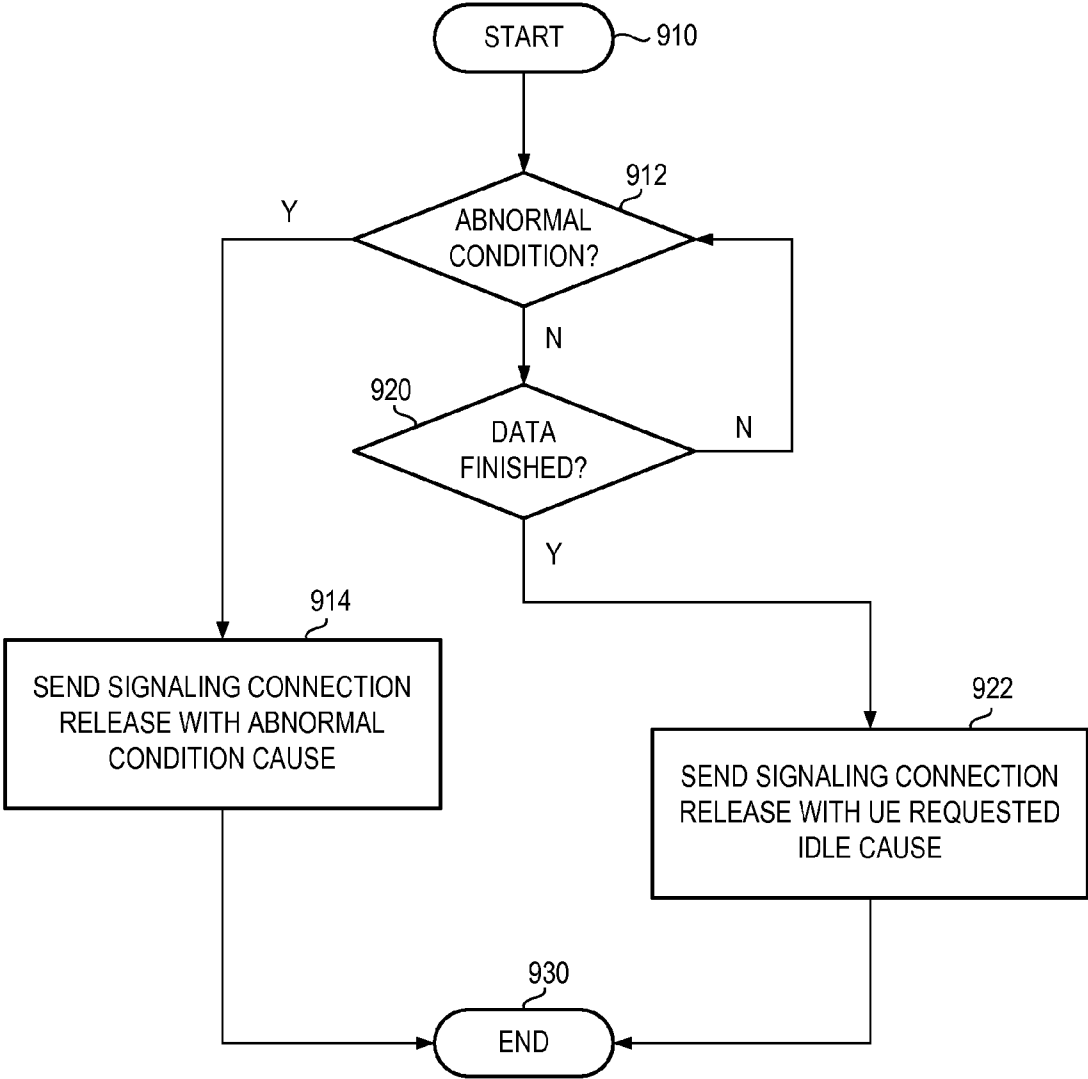 START
910
912
Y
ABNORMAL
CONDITION?
N
920
DATA
FINISHED?
N
Y
914
SEND SIGNALING CONNECTION
RELEASE WITH ABNORMAL
CONDITION CAUSE
922
SEND SIGNALING CONNECTION
RELEASE WITH UE REQUESTED
IDLE CAUSE
930
END